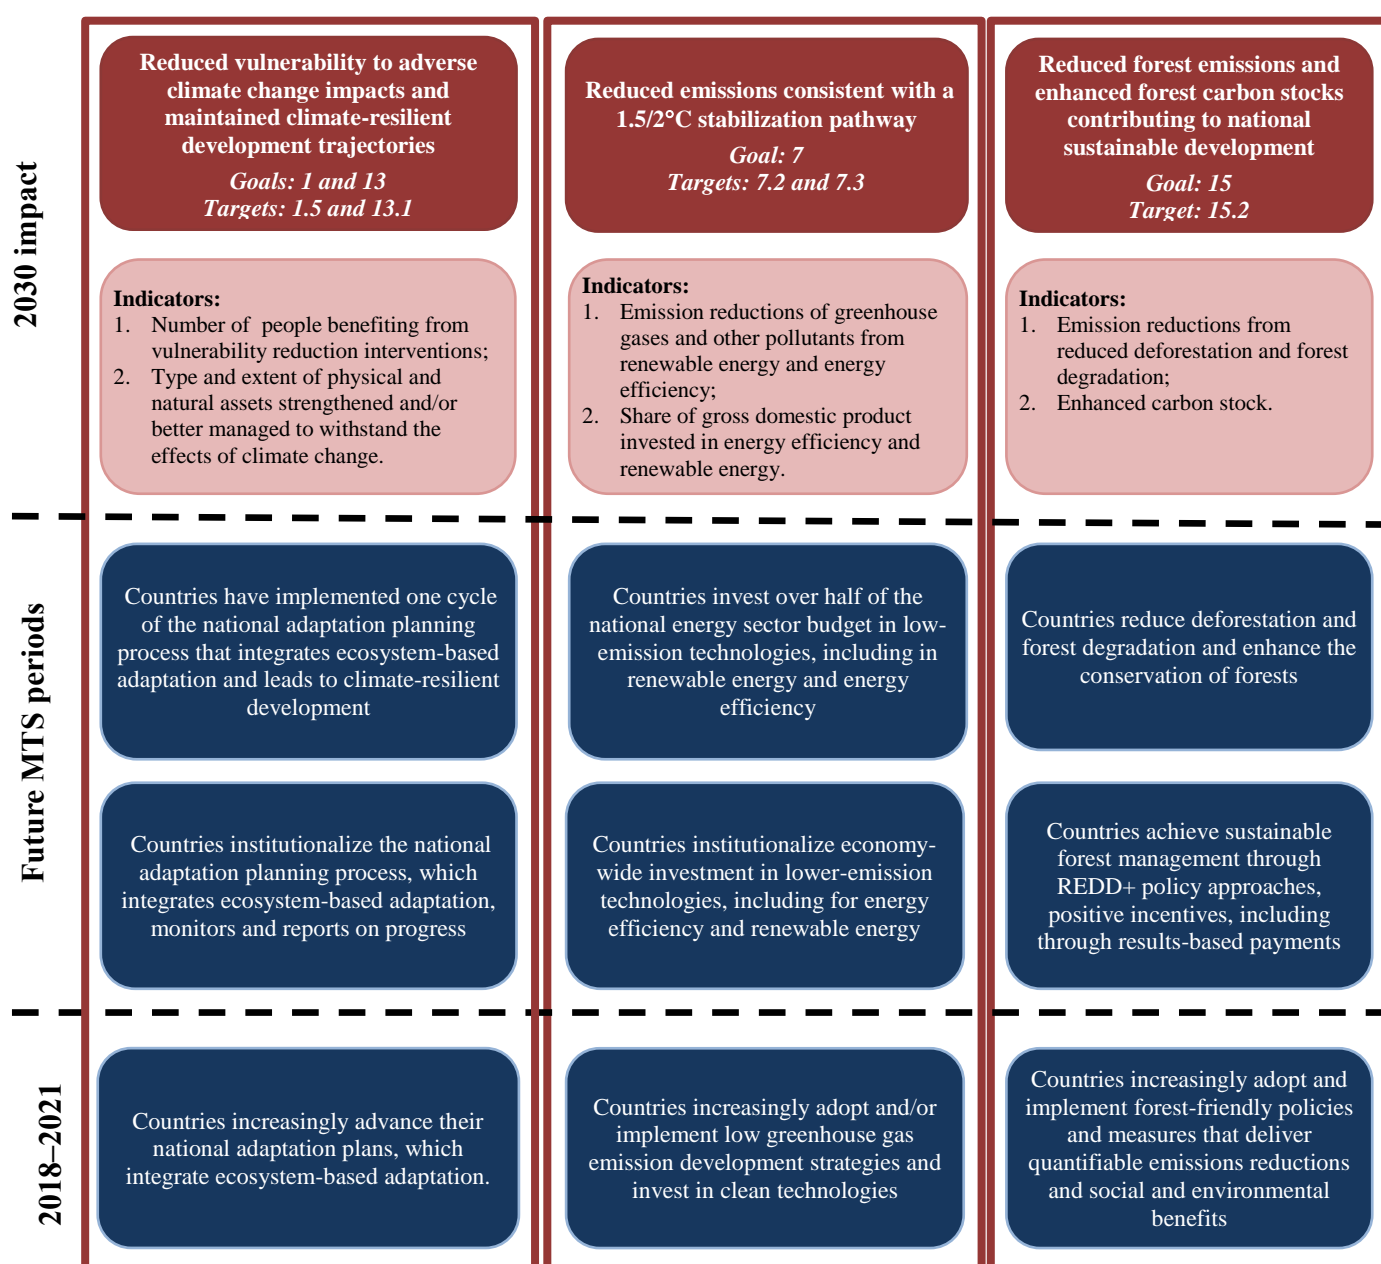 2030 impact
Reduced vulnerability to adverse
climate change impacts and
maintained climate-resilient
development trajectories
Goals: 1 and 13
Targets: 1.5 and 13.1
Reduced emissions consistent with a
1.5/2°C stabilization pathway
Goal: 7
Targets: 7.2 and 7.3
Reduced forest emissions and
enhanced forest carbon stocks
contributing to national
sustainable development
Goal: 15
Target: 15.2
Indicators:
1. Number of people benefiting from
vulnerability reduction interventions;
2. Type and extent of physical and
natural assets strengthened and/or
better managed to withstand the
effects of climate change.
Indicators:
1. Emission reductions of greenhouse
gases and other pollutants from
renewable energy and energy
efficiency;
2. Share of gross domestic product
invested in energy efficiency and
renewable energy.
Indicators:
1. Emission reductions from
reduced deforestation and forest
degradation;
2. Enhanced carbon stock.
Future MTS periods
Countries have implemented one cycle
of the national adaptation planning
process that integrates ecosystem-based
adaptation and leads to climate-resilient
development
Countries invest over half of the
national energy sector budget in low-
emission technologies, including in
renewable energy and energy
efficiency
Countries reduce deforestation and
forest degradation and enhance the
conservation of forests
Countries institutionalize the national
adaptation planning process, which
integrates ecosystem-based adaptation,
monitors and reports on progress
Countries institutionalize economy-
wide investment in lower-emission
technologies, including for energy
efficiency and renewable energy
Countries achieve sustainable
forest management through
REDD+ policy approaches,
positive incentives, including
through results-based payments
2018–2021
Countries increasingly advance their
national adaptation plans, which
integrate ecosystem-based adaptation.
Countries increasingly adopt and/or
implement low greenhouse gas
emission development strategies and
invest in clean technologies
Countries increasingly adopt and
implement forest-friendly policies
and measures that deliver
quantifiable emissions reductions
and social and environmental
benefits